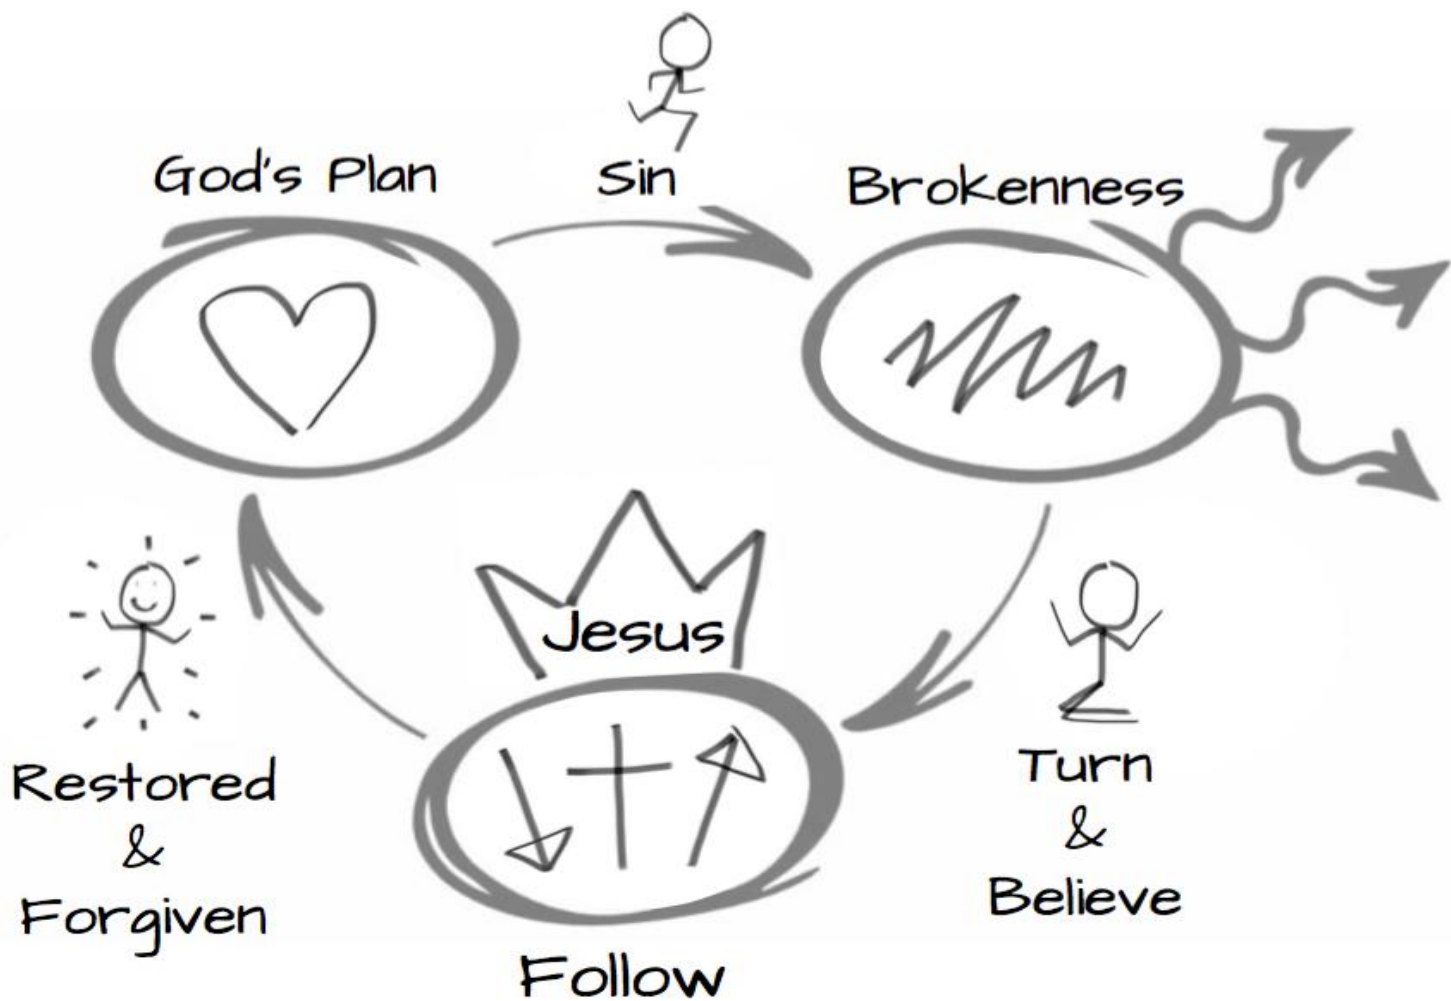 God's Plan
Sin
Brokenness
Jesus
Turn
&
Believe
Restored
&
Forgiven
Follow